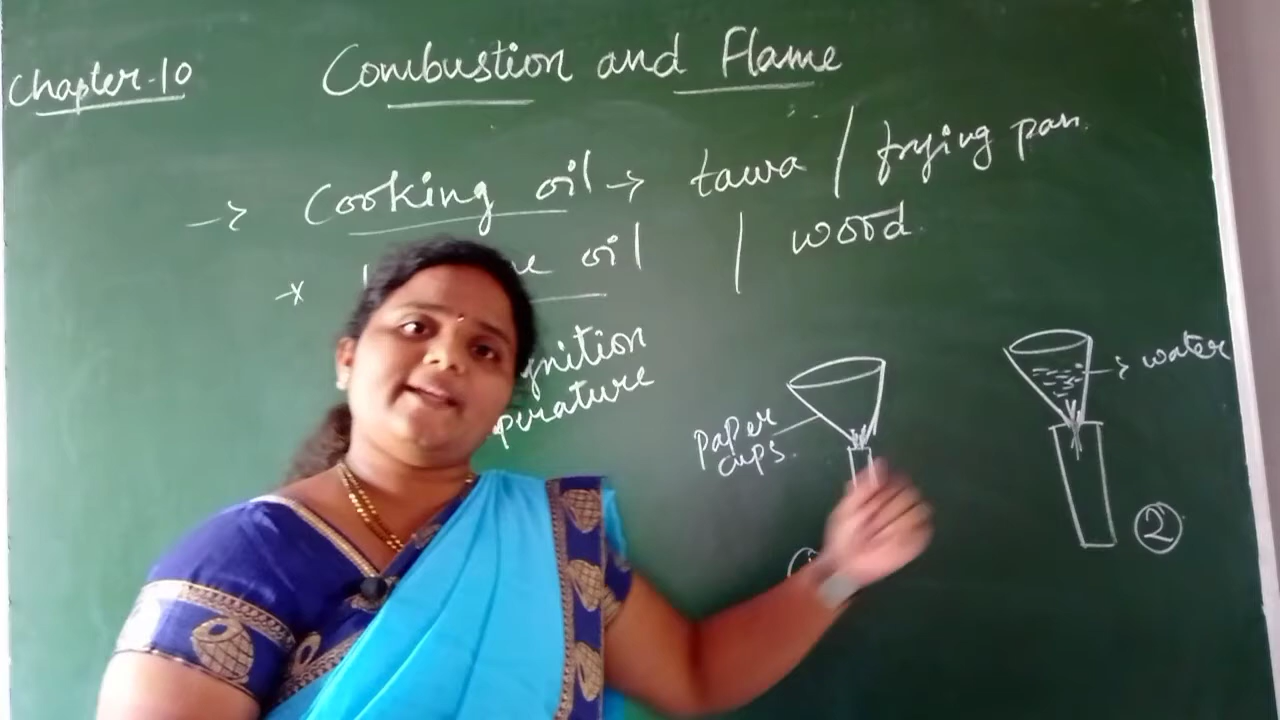 Chapter-10
Combustion and Flame
-> Cooking oil -> tawa / frying pan
oil / wood
paper
cups.
-> water
2